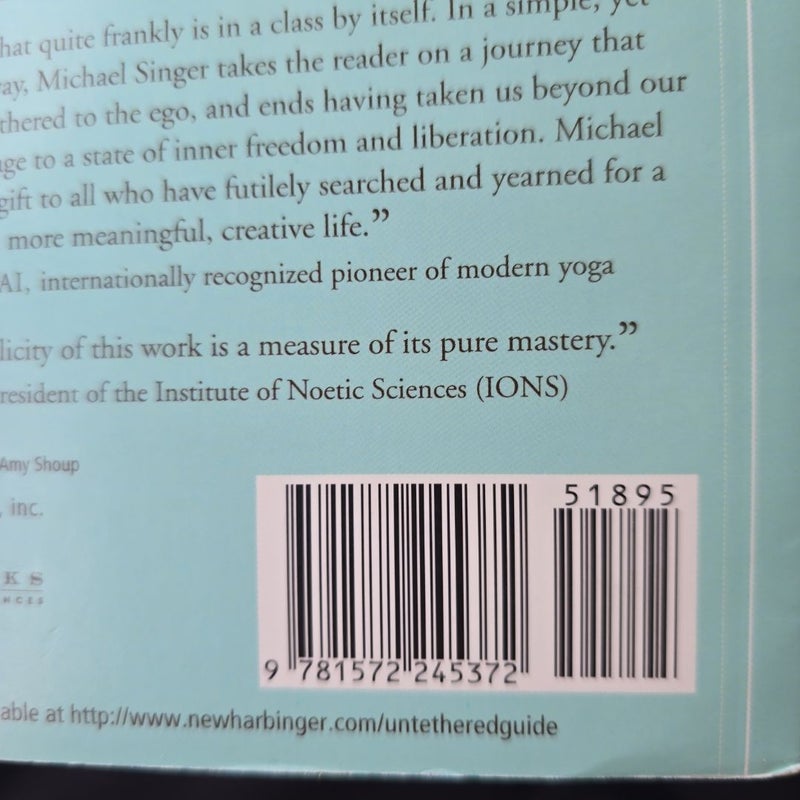 hat quite frankly is in a class by itself. In a simple, yet
ay, Michael Singer takes the reader on a journey that
thered to the ego, and ends having taken us beyond our
ge to a state of inner freedom and liberation. Michael
gift to all who have futilely searched and yearned for a
more meaningful, creative life.”
AI, internationally recognized pioneer of modern yoga
licity of this work is a measure of its pure mastery.”
resident of the Institute of Noetic Sciences (IONS)
Amy Shoup
, inc.
K S
NCES
51895
9 781572 245372
able at http://www.newharbinger.com/untetheredguide